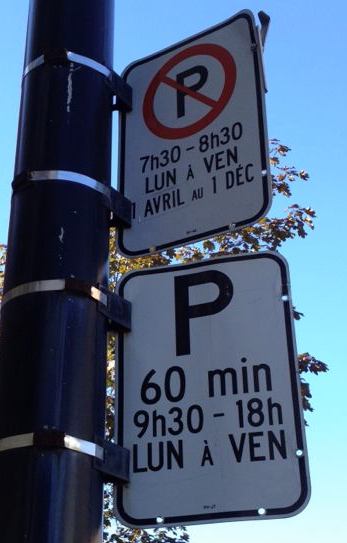 P
7h30 - 8h30
LUN À VEN
1 AVRIL AU 1 DÉC
P
60 min
9h30 - 18h
LUN À VEN